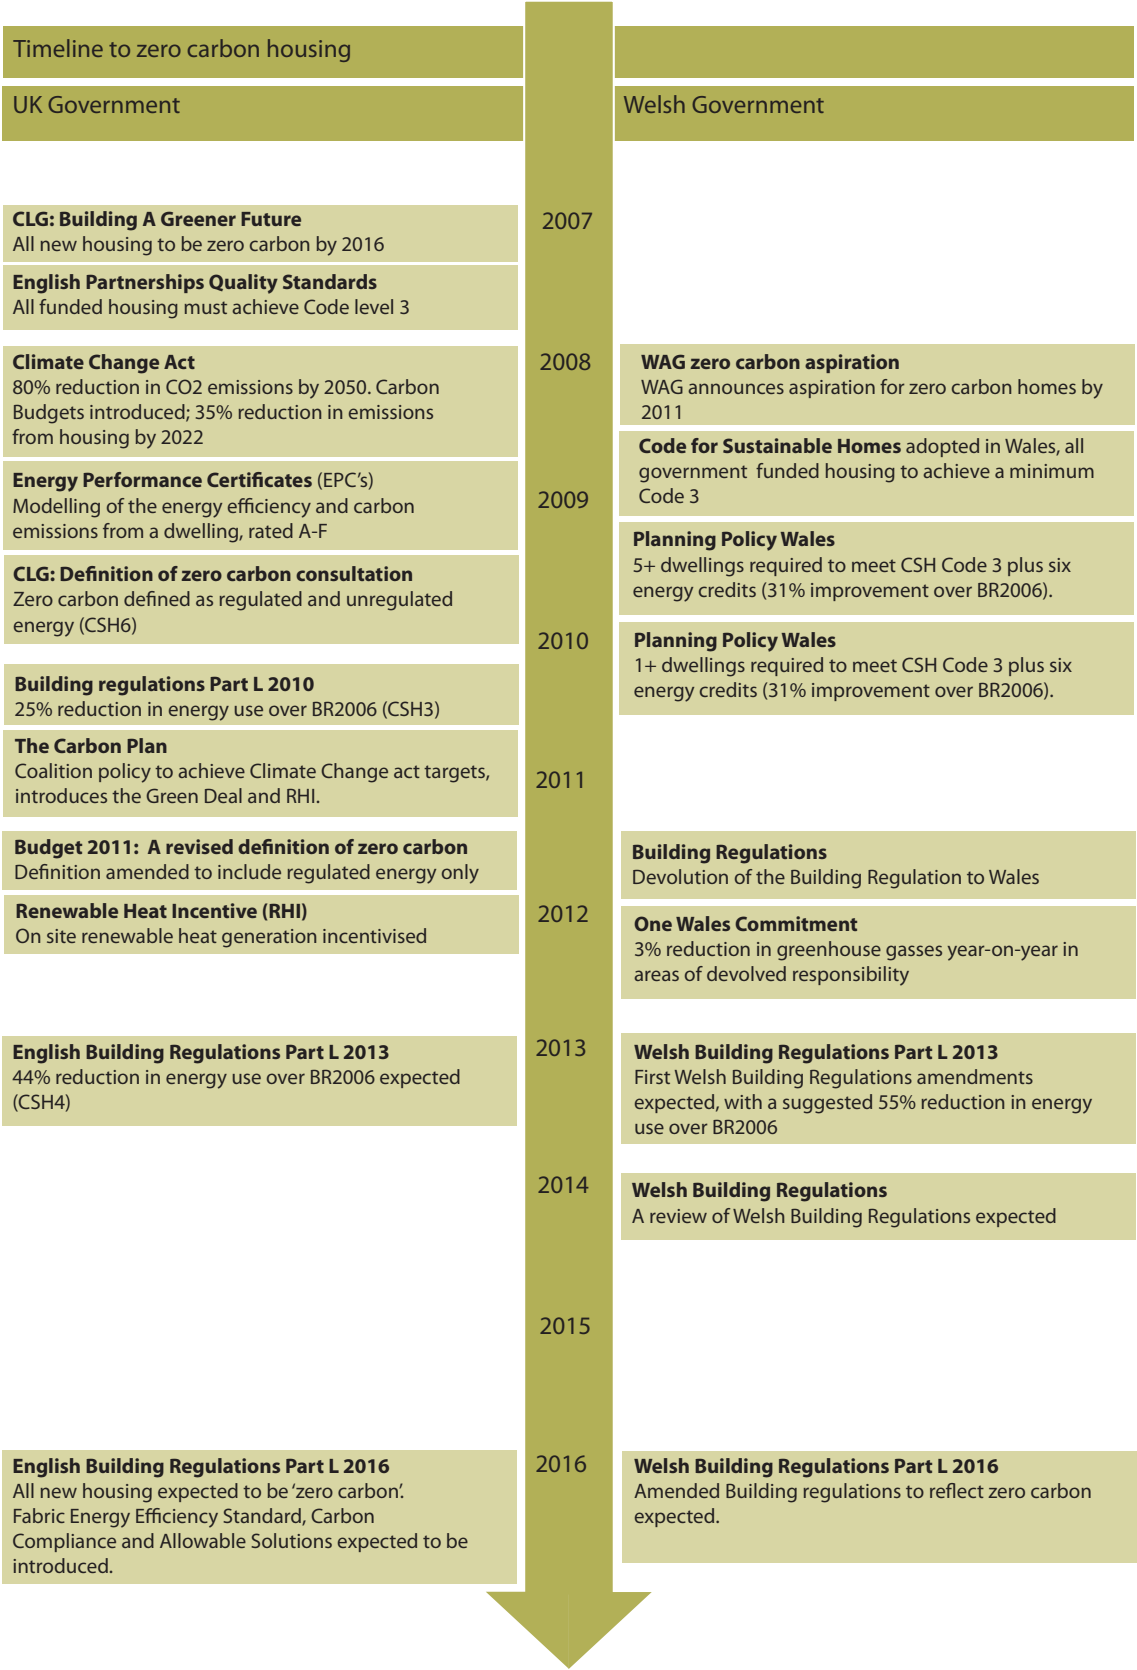 Timeline to zero carbon housing
UK Government
Welsh Government
2007
CLG: Building A Greener Future
All new housing to be zero carbon by 2016
English Partnerships Quality Standards
All funded housing must achieve Code level 3
2008
Climate Change Act
80% reduction in CO2 emissions by 2050. Carbon
Budgets introduced; 35% reduction in emissions
from housing by 2022
WAG zero carbon aspiration
WAG announces aspiration for zero carbon homes by
2011
Code for Sustainable Homes adopted in Wales, all
government  funded housing to achieve a minimum
Code 3
2009
Energy Performance Certificates (EPC's)
Modelling of the energy efficiency and carbon
emissions from a dwelling, rated A-F
Planning Policy Wales
5+ dwellings required to meet CSH Code 3 plus six
energy credits (31% improvement over BR2006).
CLG: Definition of zero carbon consultation
Zero carbon defined as regulated and unregulated
energy (CSH6)
2010
Planning Policy Wales
1+ dwellings required to meet CSH Code 3 plus six
energy credits (31% improvement over BR2006).
Building regulations Part L 2010
25% reduction in energy use over BR2006 (CSH3)
The Carbon Plan
Coalition policy to achieve Climate Change act targets,
introduces the Green Deal and RHI.
2011
Budget 2011:  A revised definition of zero carbon
Definition amended to include regulated energy only
Building Regulations
Devolution of the Building Regulation to Wales
2012
Renewable Heat Incentive (RHI)
On site renewable heat generation incentivised
One Wales Commitment
3% reduction in greenhouse gasses year-on-year in
areas of devolved responsibility
2013
English Building Regulations Part L 2013
44% reduction in energy use over BR2006 expected
(CSH4)
Welsh Building Regulations Part L 2013
First Welsh Building Regulations amendments
expected, with a suggested 55% reduction in energy
use over BR2006
2014
Welsh Building Regulations
A review of Welsh Building Regulations expected
2015
2016
English Building Regulations Part L 2016
All new housing expected to be 'zero carbon'.
Fabric Energy Efficiency Standard, Carbon
Compliance and Allowable Solutions expected to be
introduced.
Welsh Building Regulations Part L 2016
Amended Building regulations to reflect zero carbon
expected.